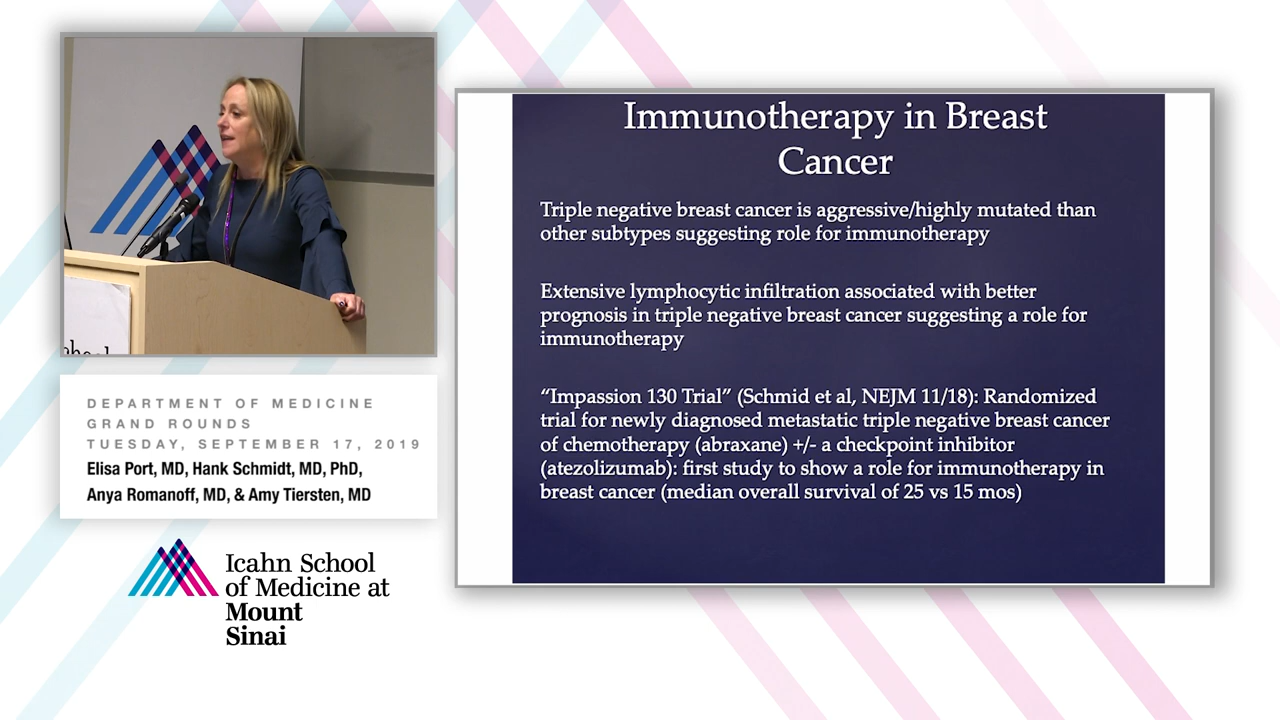 Immunotherapy in Breast
Cancer
Triple negative breast cancer is aggressive/highly mutated than
other subtypes suggesting role for immunotherapy
Extensive lymphocytic infiltration associated with better
prognosis in triple negative breast cancer suggesting a role for
immunotherapy
“Impassion 130 Trial” (Schmid et al, NEJM 11/18): Randomized
trial for newly diagnosed metastatic triple negative breast cancer
of chemotherapy (abraxane) +/- a checkpoint inhibitor
(atezolizumab): first study to show a role for immunotherapy in
breast cancer (median overall survival of 25 vs 15 mos)
DEPARTMENT OF MEDICINE
GRAND ROUNDS
TUESDAY, SEPTEMBER 17, 2019
Elisa Port, MD, Hank Schmidt, MD, PhD,
Anya Romanoff, MD, & Amy Tiersten, MD
Icahn School
of Medicine at
Mount
Sinai